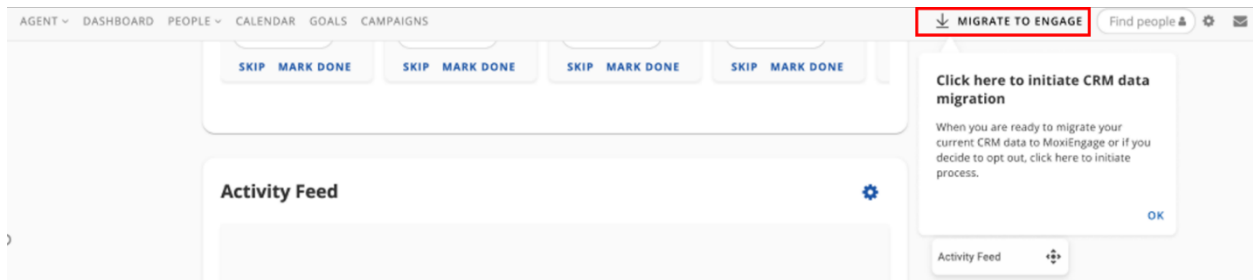 AGENT DASHBOARD PEOPLE CALENDAR GOALS CAMPAIGNS MIGRATE TO ENGAGE Find people
SKIP MARK DONE SKIP MARK DONE SKIP MARK DONE SKIP MARK DONE
Click here to initiate CRM data
migration
When you are ready to migrate your
current CRM data to MoxiEngage or if you
decide to opt out, click here to initiate
process.
OK
Activity Feed
Activity Feed